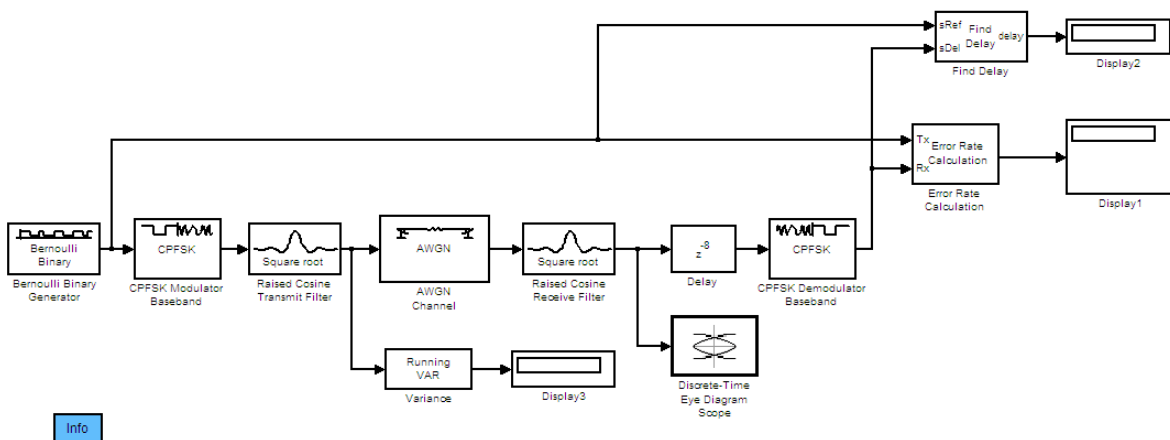 sRef
sDel
Find
Delay
delay
Find Delay
Display2
Tx
Rx
Error Rate
Calculation
Error Rate
Calculation
Display1
Bernoulli
Binary
Bernoulli Binary
Generator
CPFSK
CPFSK Modulator
Baseband
Square root
Raised Cosine
Transmit Filter
AWGN
AWGN
Channel
Square root
Raised Cosine
Receive Filter
z
-8
Delay
CPFSK
CPFSK Demodulator
Baseband
Running
VAR
Variance
Display3
Discrete-Time
Eye Diagram
Scope
Info